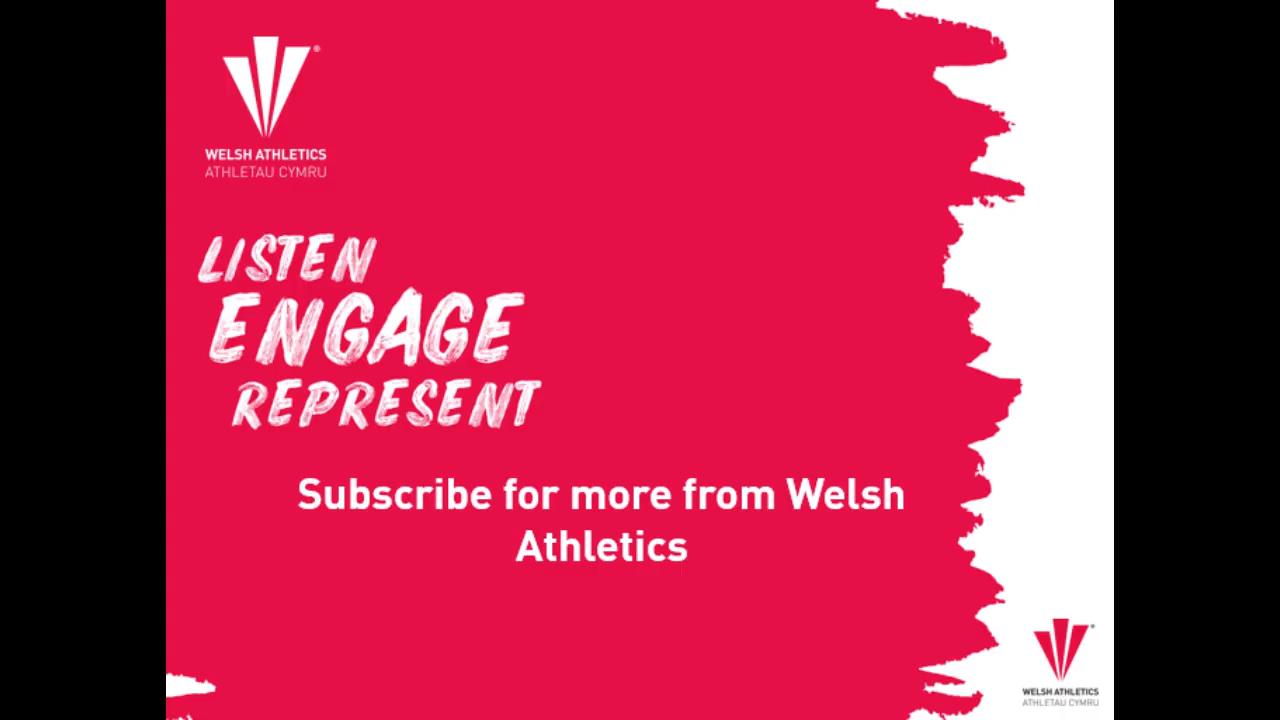 WELSH ATHLETICS
ATHLETAU CYMRU
LISTEN
ENGAGE
REPRESENT
Subscribe for more from Welsh
Athletics
WELSH ATHLETICS
ATHLETAU CYMRU